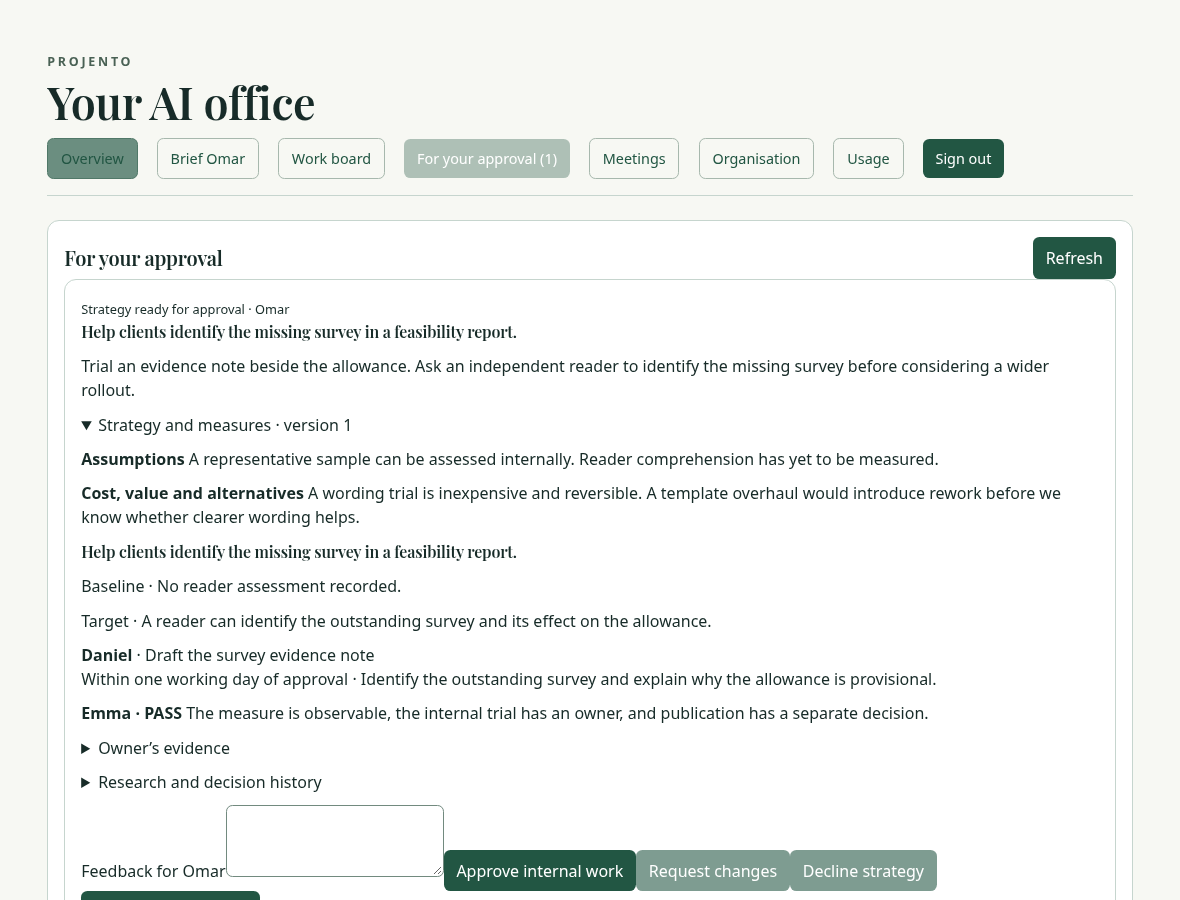 PROJENTO
Your AI office
Overview
Brief Omar
Work board
For your approval (1)
Meetings
Organisation
Usage
Sign out
For your approval
Refresh
Strategy ready for approval · Omar
Help clients identify the missing survey in a feasibility report.
Trial an evidence note beside the allowance. Ask an independent reader to identify the missing survey before considering a wider
rollout.
▼ Strategy and measures · version 1
Assumptions A representative sample can be assessed internally. Reader comprehension has yet to be measured.
Cost, value and alternatives A wording trial is inexpensive and reversible. A template overhaul would introduce rework before we
know whether clearer wording helps.
Help clients identify the missing survey in a feasibility report.
Baseline · No reader assessment recorded.
Target · A reader can identify the outstanding survey and its effect on the allowance.
Daniel · Draft the survey evidence note
Within one working day of approval · Identify the outstanding survey and explain why the allowance is provisional.
Emma · PASS The measure is observable, the internal trial has an owner, and publication has a separate decision.
▶ Owner’s evidence
▶ Research and decision history
Feedback for Omar
Approve internal work
Request changes
Decline strategy